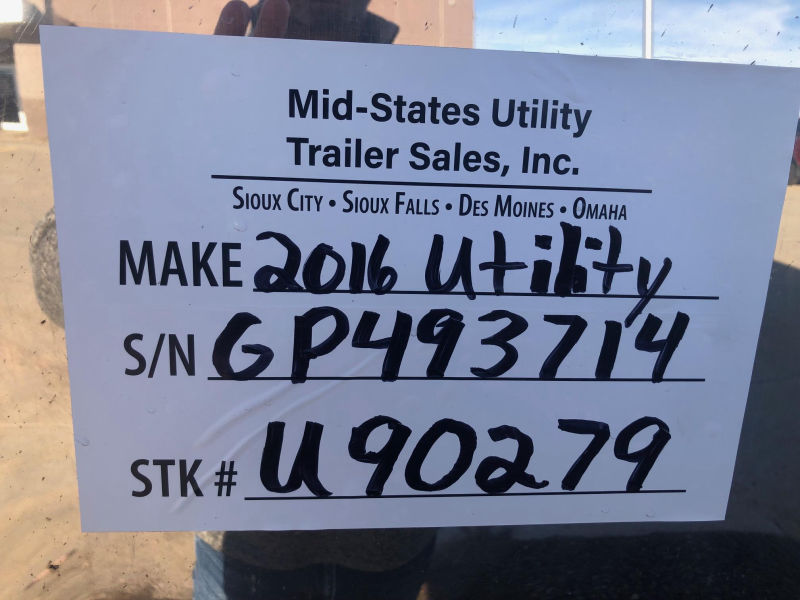 Mid-States Utility
Trailer Sales, Inc.
Sioux City • Sioux Falls • Des Moines • Omaha
MAKE 2016 Utility
S/N GP493714
STK # U90279